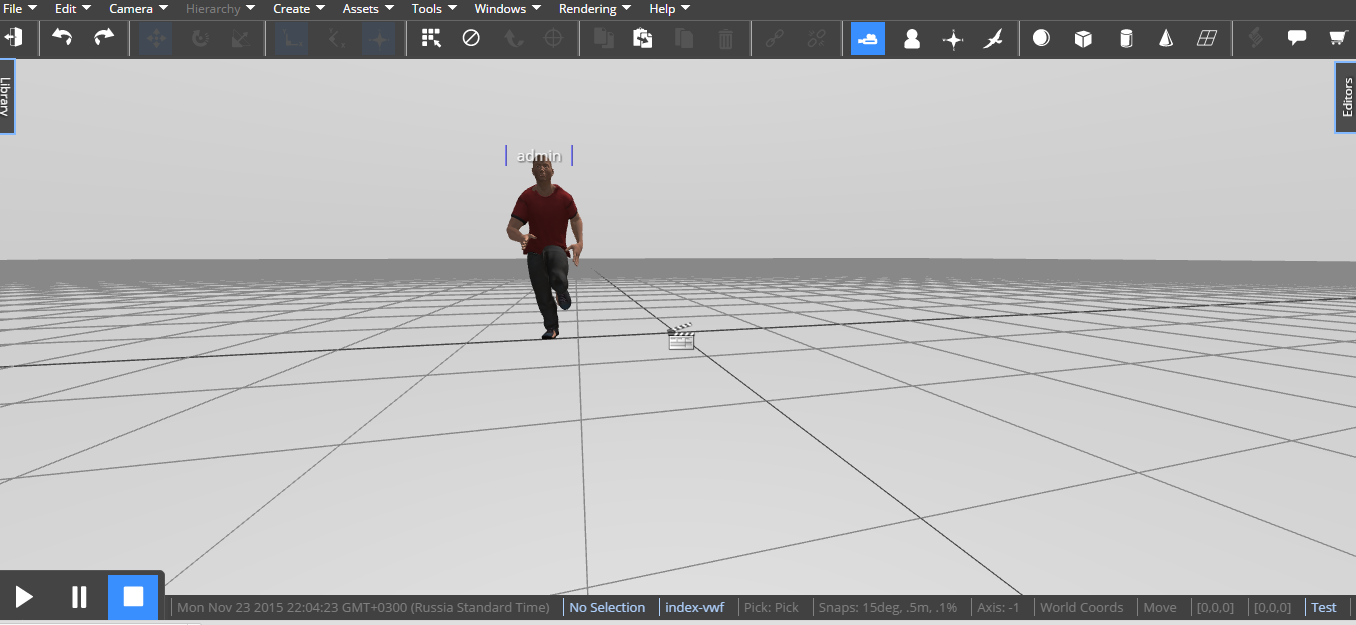 File Edit Camera Hierarchy Create Assets Tools Windows Rendering Help
Library
Editors
admin
Mon Nov 23 2015 22:04:23 GMT+0300 (Russia Standard Time) No Selection index-vwf Pick: Pick Snaps: 15deg, .5m, .1% Axis: -1 World Coords Move [0,0,0] [0,0,0] Test